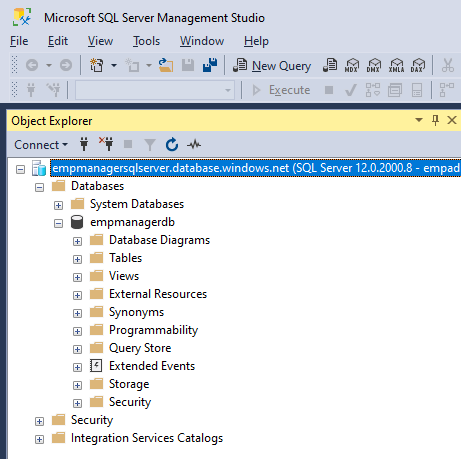 Microsoft SQL Server Management Studio
File Edit View Tools Window Help
New Query MDX DMX XMLA DAX
Execute
Object Explorer
Connect
empmanagersqlserver.database.windows.net (SQL Server 12.0.2000.8 - empad
Databases
System Databases
empmanagerdb
Database Diagrams
Tables
Views
External Resources
Synonyms
Programmability
Query Store
Extended Events
Storage
Security
Security
Integration Services Catalogs